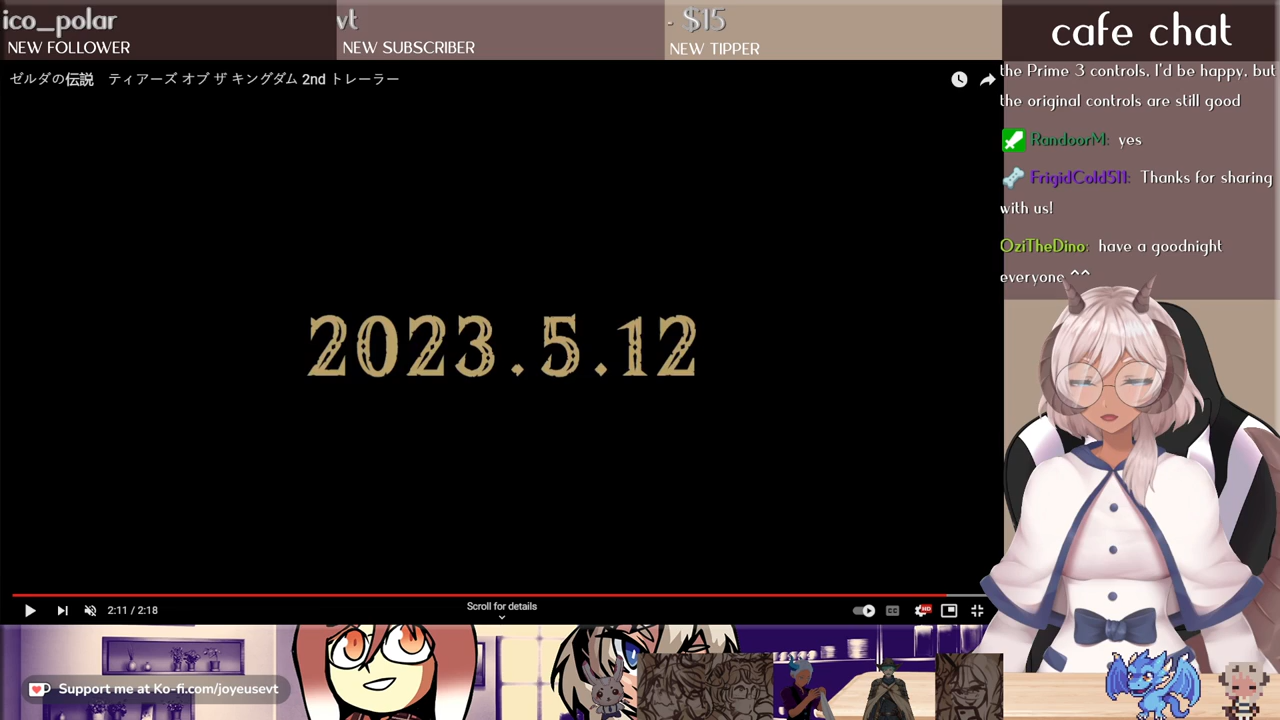 ico_polar
NEW FOLLOWER
vt
NEW SUBSCRIBER
- $15
NEW TIPPER
cafe chat
ゼルダの伝説 ティアーズ オブ ザ キングダム 2nd トレーラー
the Prime 3 controls. I'd be happy, but
the original controls are still good
RandoorM: yes
FrigidCold511: Thanks for sharing
with us!
OziTheDino: have a goodnight
everyone ^^
2023.5.12
Scroll for details
2:11 / 2:18
CC
HD
Support me at Ko-fi.com/joyeusevt